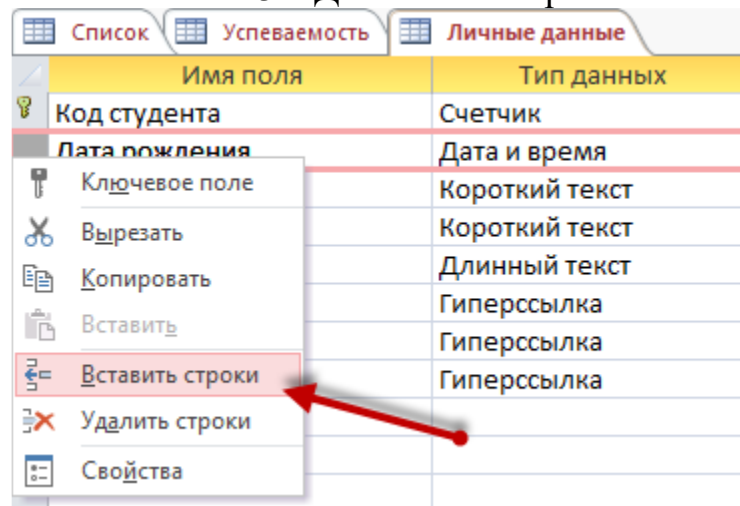 Список Успеваемость Личные данные
Имя поля Тип данных
Код студента Счетчик
Дата рождения Дата и время
Ключевое поле Короткий текст
Вырезать Короткий текст
Копировать Длинный текст
Вставить Гиперссылка
Гиперссылка
Вставить строки Гиперссылка
Удалить строки
Свойства